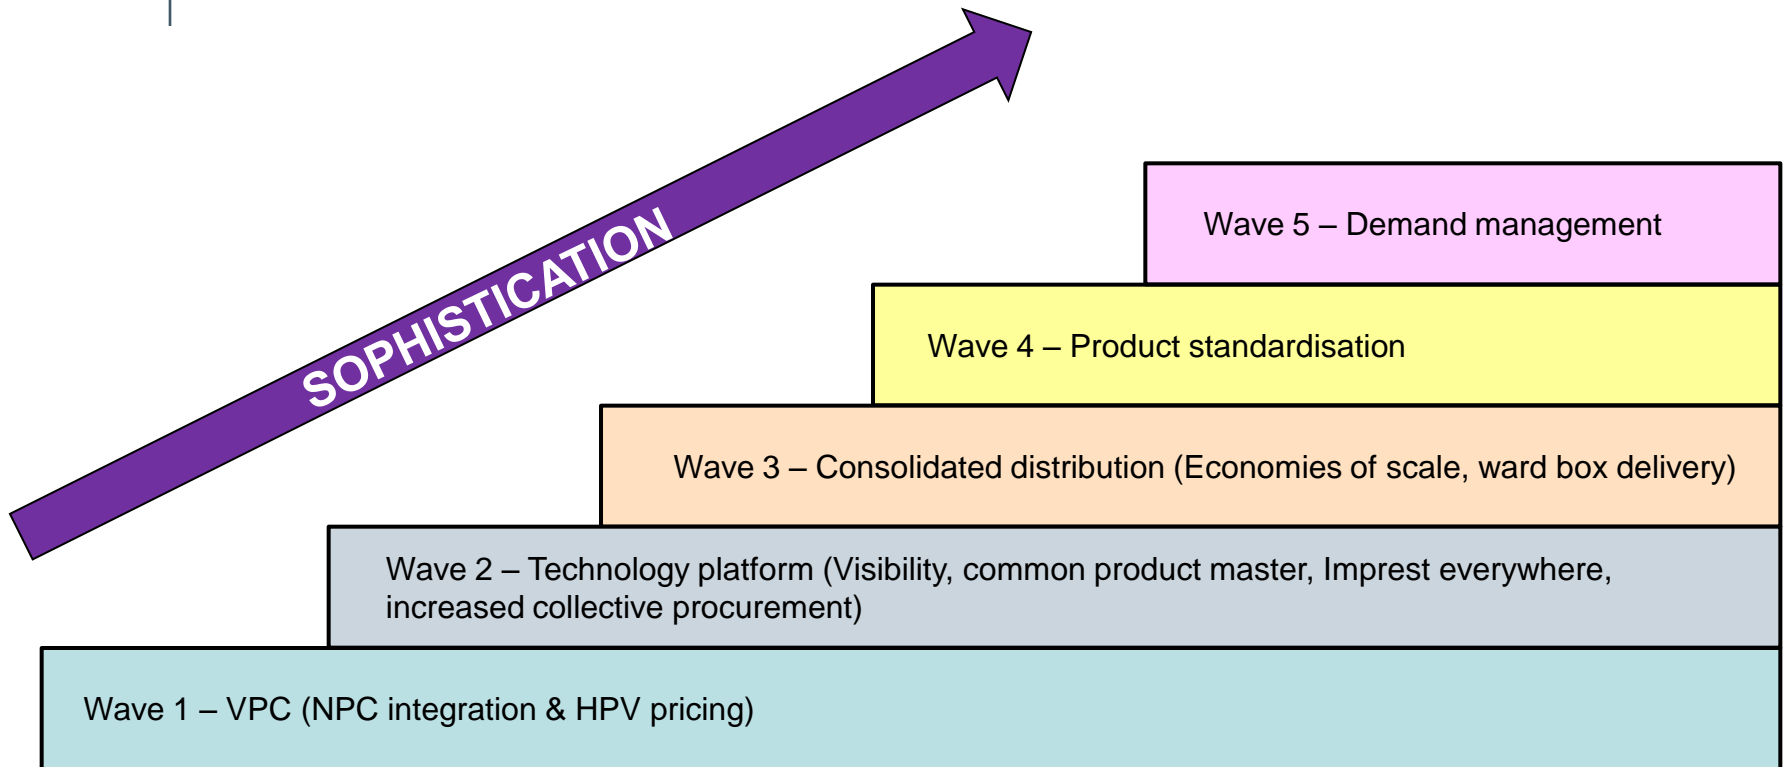 SOPHISTICATION
Wave 5 – Demand management
Wave 4 – Product standardisation
Wave 3 – Consolidated distribution (Economies of scale, ward box delivery)
Wave 2 – Technology platform (Visibility, common product master, Imprest everywhere,
increased collective procurement)
Wave 1 – VPC (NPC integration & HPV pricing)